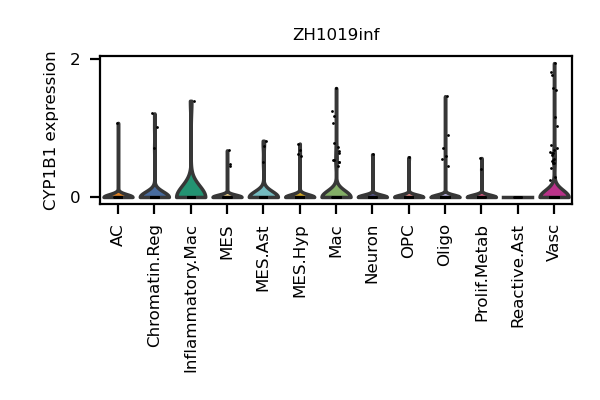 ZH1019inf
CYP1B1 expression
2
0
AC
Chromatin.Reg
Inflammatory.Mac
MES
MES.Ast
MES.Hyp
Mac
Neuron
OPC
Oligo
Prolif.Metab
Reactive.Ast
Vasc